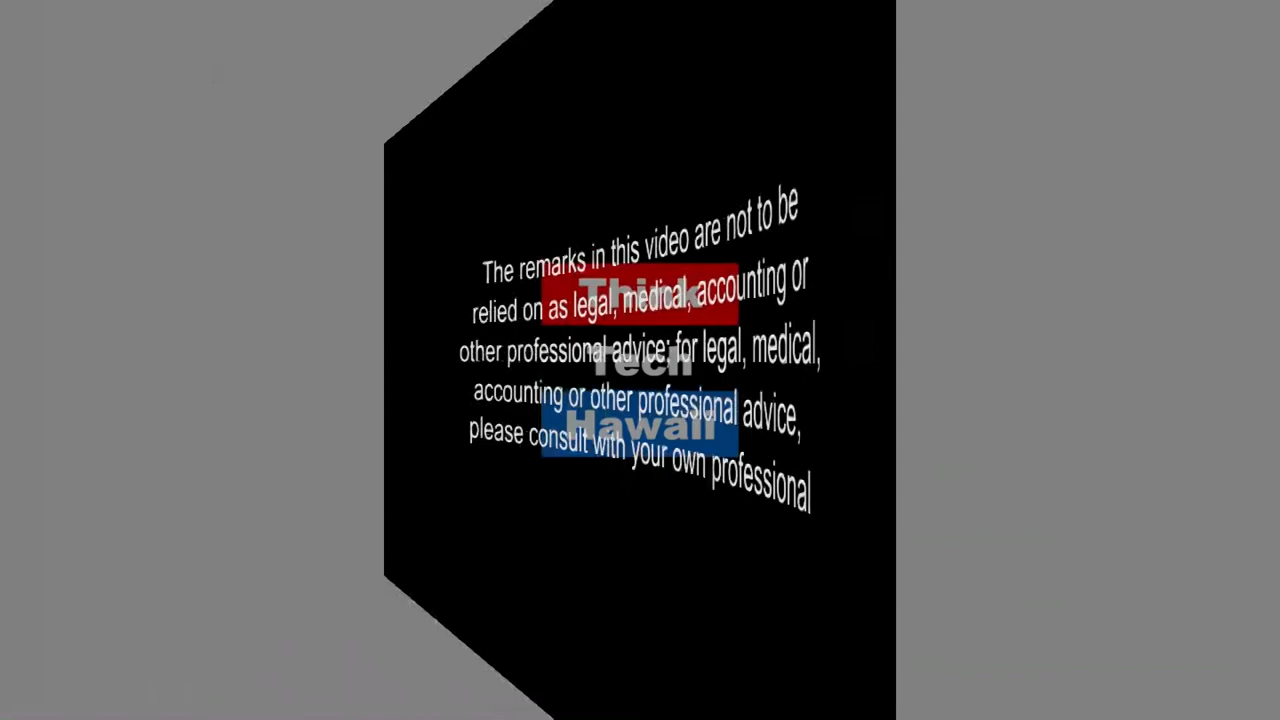 The remarks in this video are not to be
relied on as legal, medical, accounting or
other professional advice; for legal, medical,
accounting or other professional advice,
please consult with your own professional
Think
Tech
Hawaii